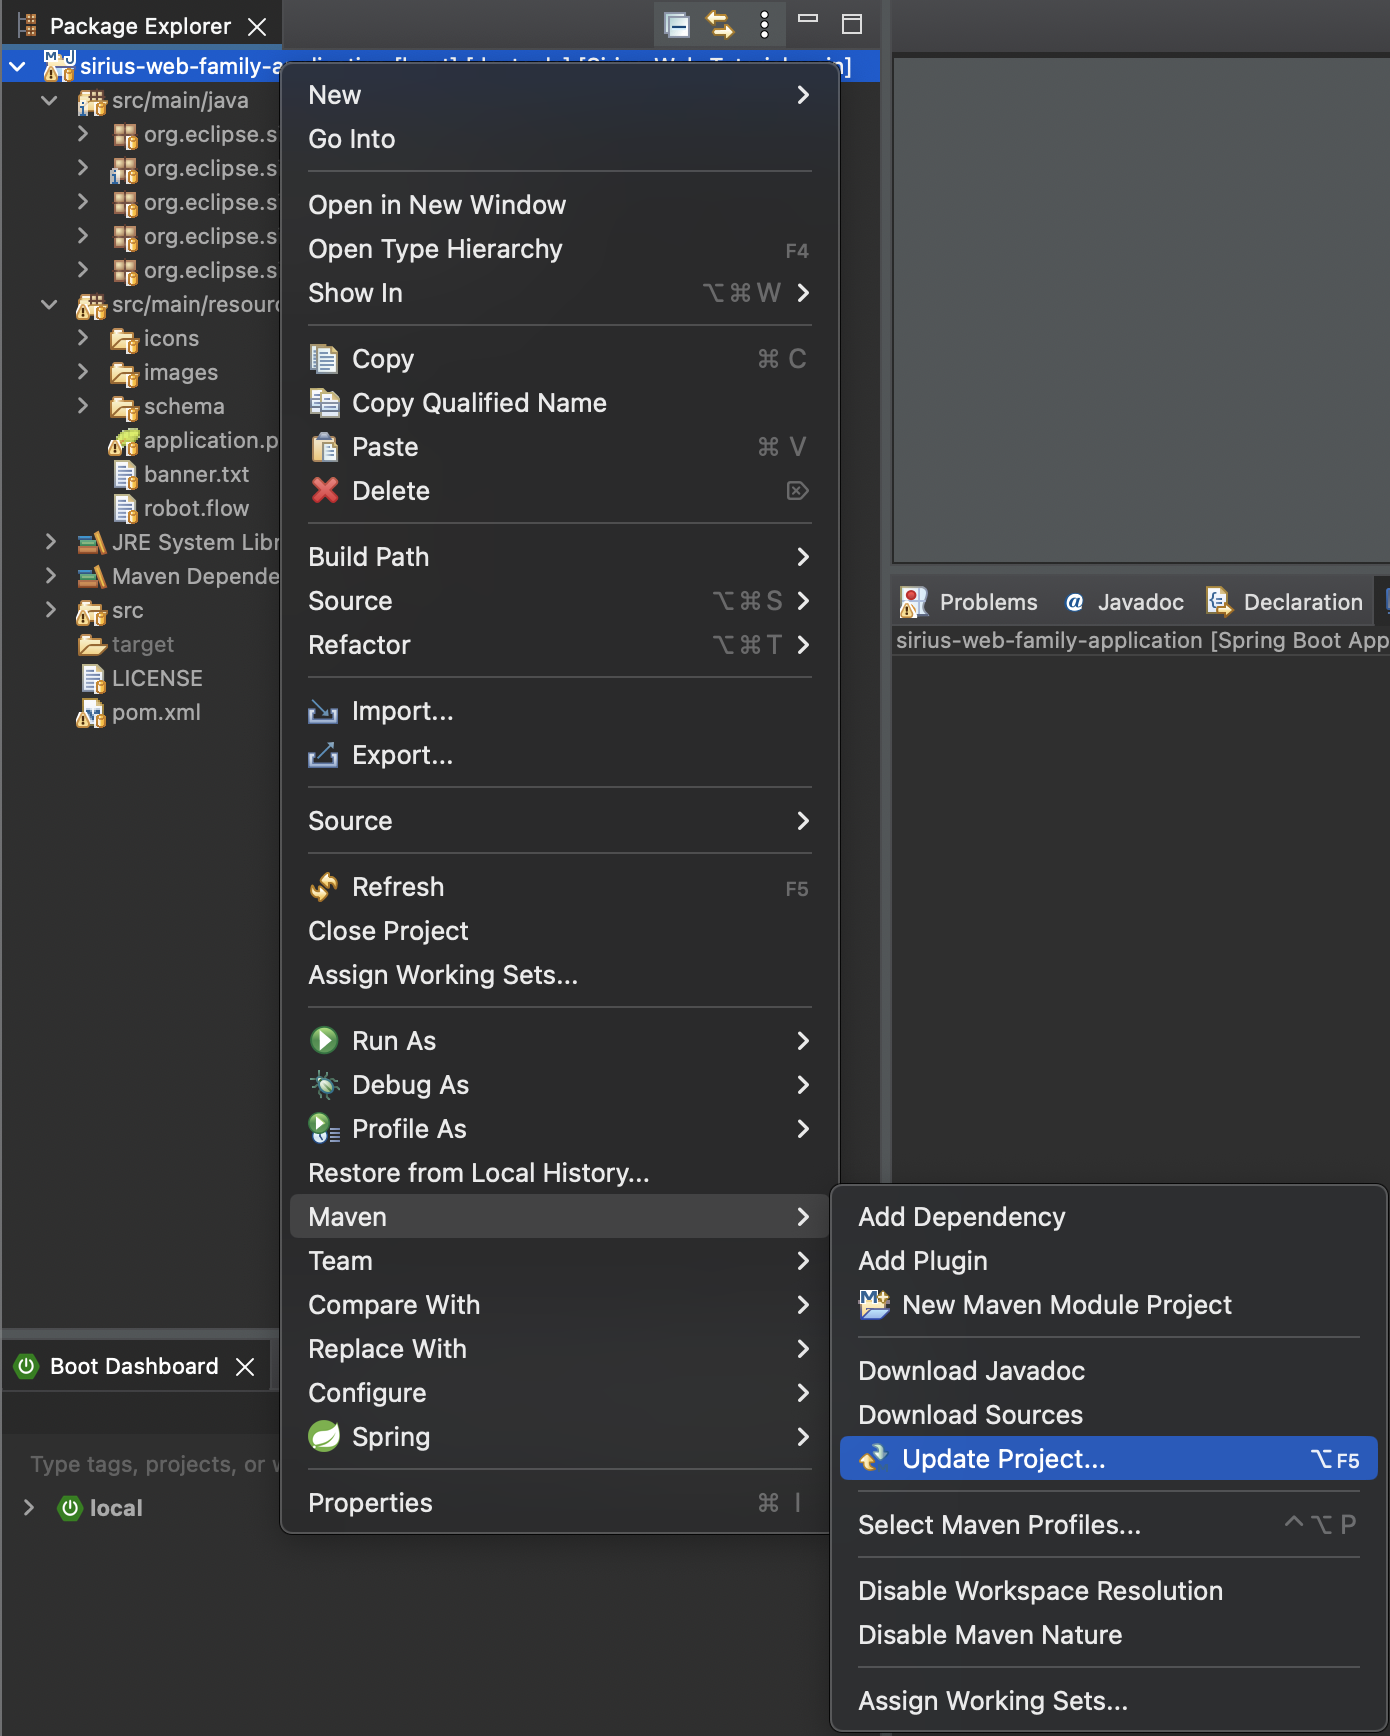 Package Explorer
sirius-web-family-a
src/main/java
org.eclipse.s
org.eclipse.s
org.eclipse.s
org.eclipse.s
org.eclipse.s
src/main/resourc
icons
images
schema
application.p
banner.txt
robot.flow
JRE System Libr
Maven Depende
src
target
LICENSE
pom.xml
Boot Dashboard
Type tags, projects, or w
local
New
Go Into
Open in New Window
Open Type Hierarchy F4
Show In ⌥⌘W
Copy ⌘ C
Copy Qualified Name
Paste ⌘ V
Delete ⌦
Build Path
Source ⌥⌘S
Refactor ⌥⌘T
Import...
Export...
Source
Refresh F5
Close Project
Assign Working Sets...
Run As
Debug As
Profile As
Restore from Local History...
Maven
Team
Compare With
Replace With
Configure
Spring
Properties ⌘ I
Problems @ Javadoc Declaration
sirius-web-family-application [Spring Boot App
Add Dependency
Add Plugin
New Maven Module Project
Download Javadoc
Download Sources
Update Project... ⌥F5
Select Maven Profiles... ^⌥P
Disable Workspace Resolution
Disable Maven Nature
Assign Working Sets...